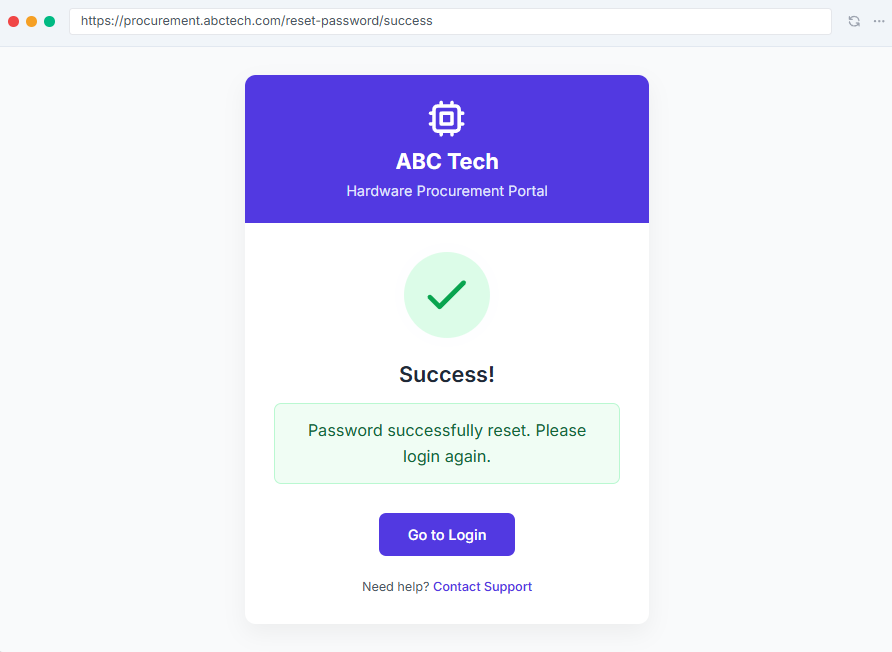 https://procurement.abctech.com/reset-password/success
ABC Tech
Hardware Procurement Portal
Success!
Password successfully reset. Please
login again.
Go to Login
Need help? Contact Support